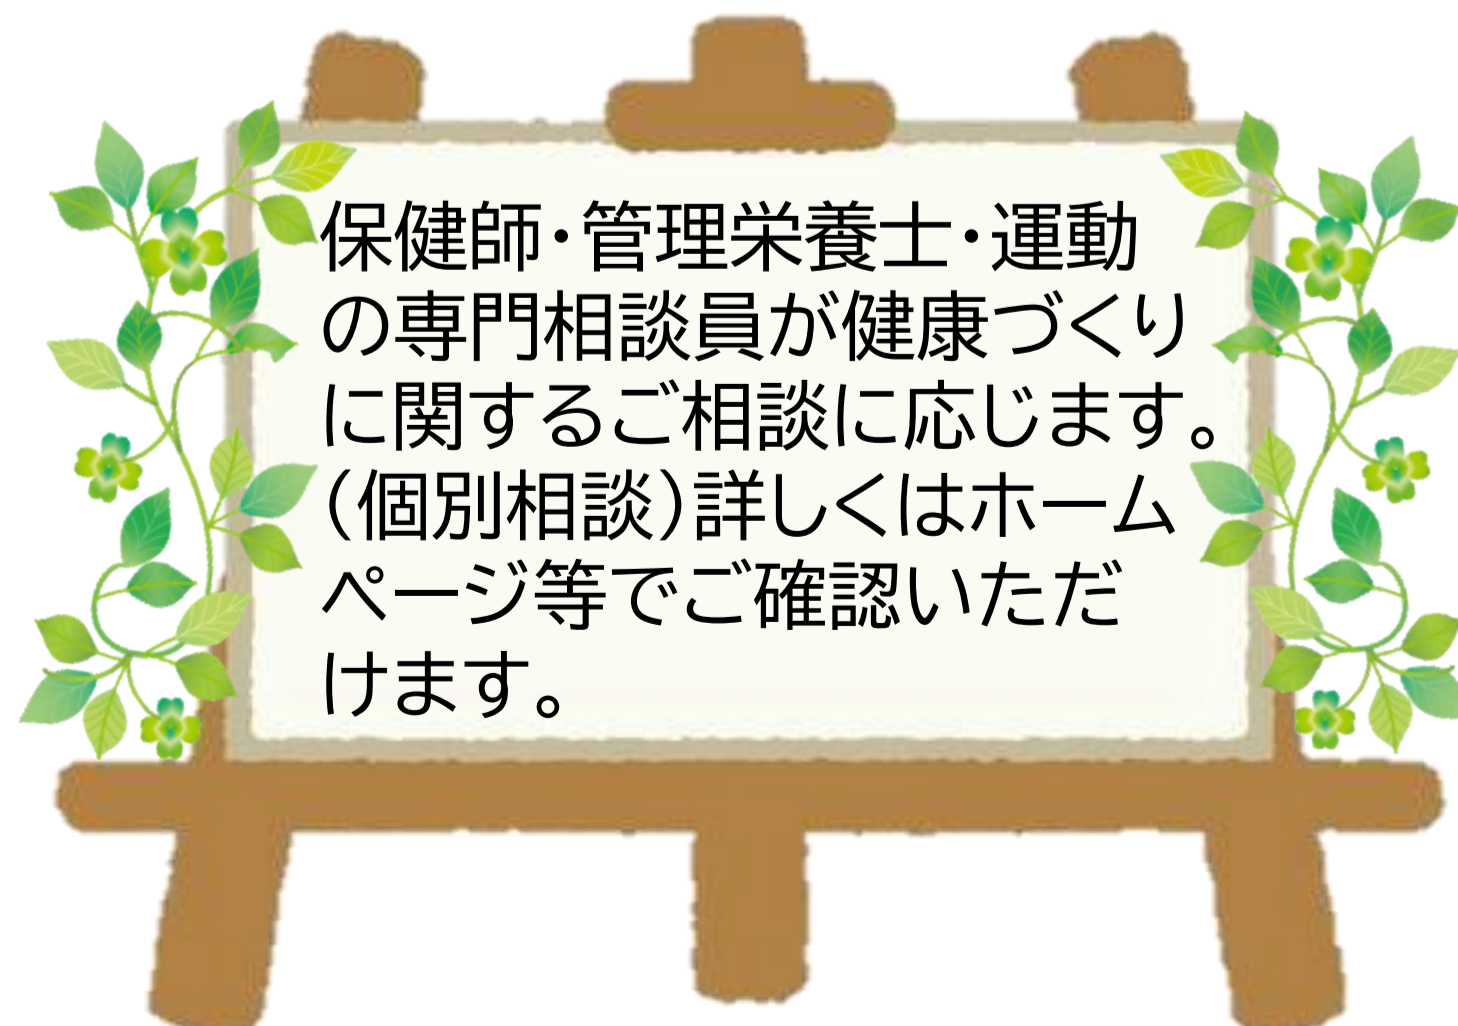 保健師・管理栄養士・運動
の専門相談員が健康づくり
に関するご相談に応じます。
（個別相談）詳しくはホーム
ページ等でご確認いただ
けます。